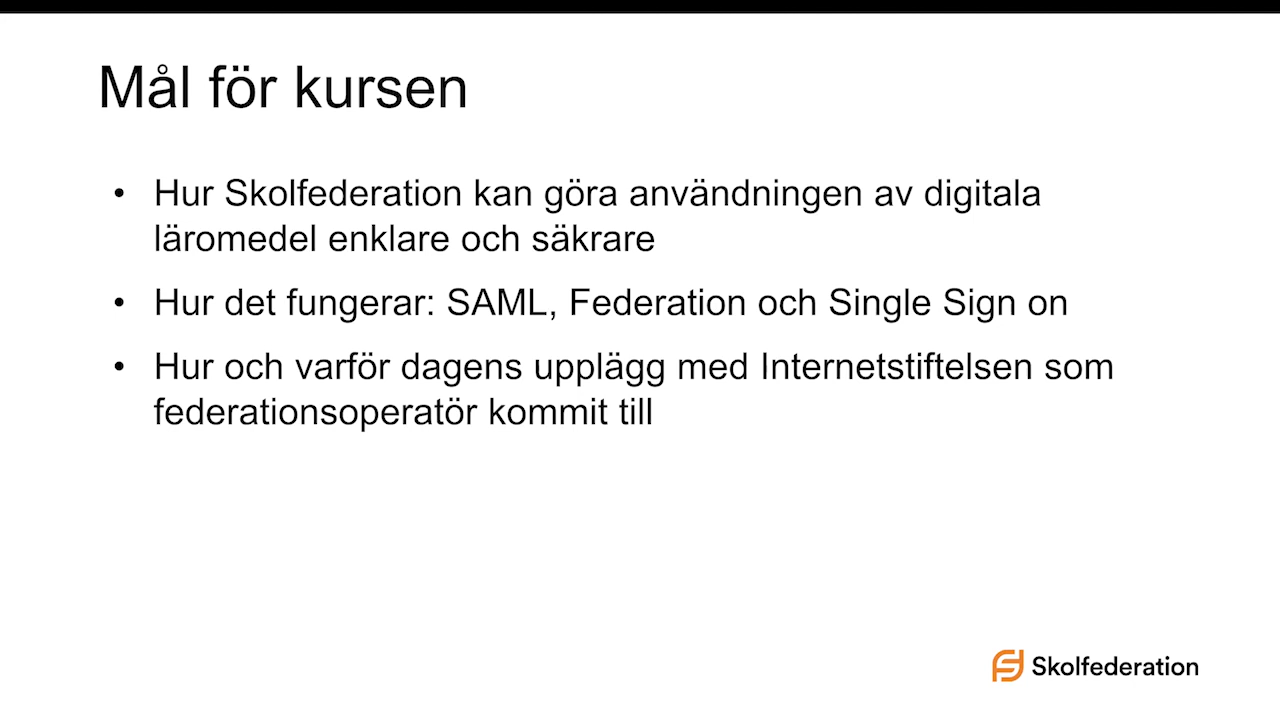 Mål för kursen
• Hur Skolfederation kan göra användningen av digitala
läromedel enklare och säkrare
• Hur det fungerar: SAML, Federation och Single Sign on
• Hur och varför dagens upplägg med Internetstiftelsen som
federationsoperatör kommit till
Skolfederation